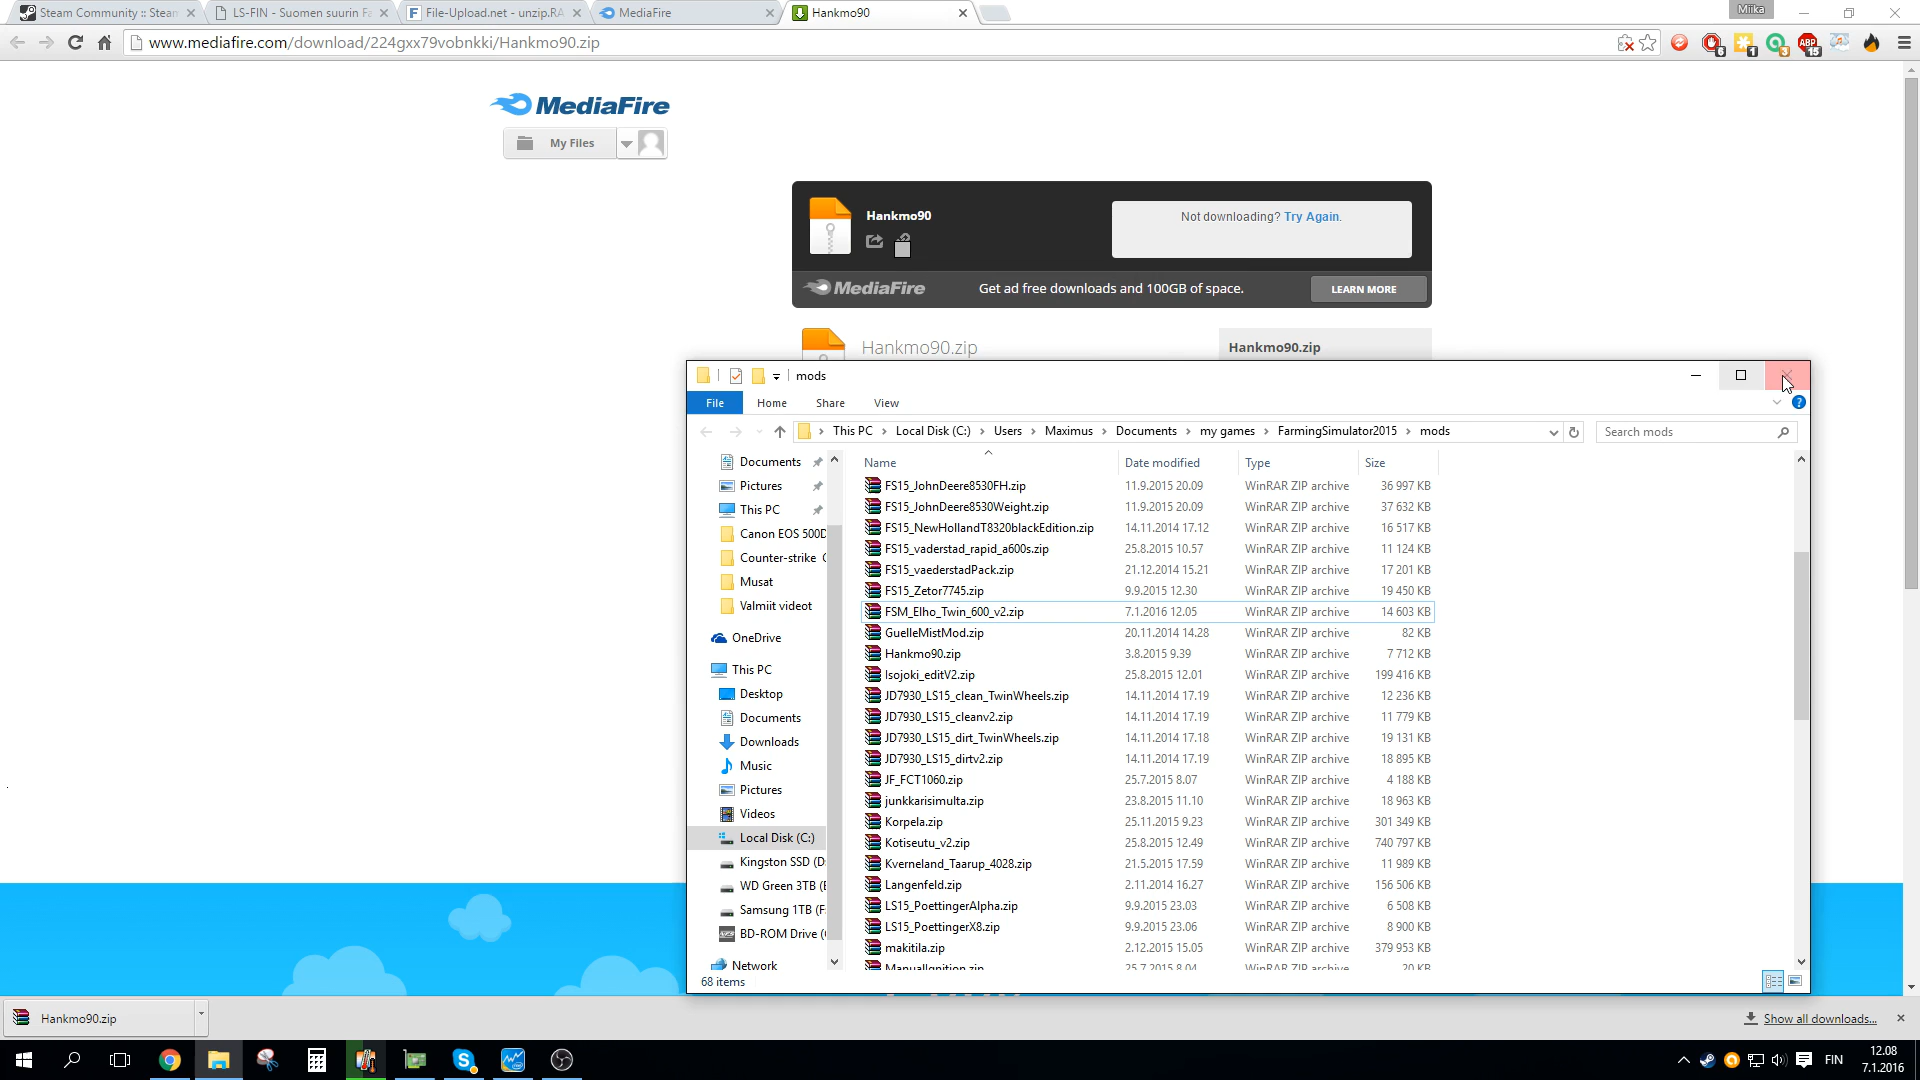 Steam Community :: Steam
LS-FIN - Suomen suurin Fa
File-Upload.net - unzip.RA
MediaFire
Hankmo90
Miika
www.mediafire.com/download/224gxx79vobnkki/Hankmo90.zip
6
1
3
ABP
15
MediaFire
My Files
Hankmo90
Not downloading? Try Again.
MediaFire
Get ad free downloads and 100GB of space.
LEARN MORE
Hankmo90.zip
Hankmo90.zip
mods
File
Home
Share
View
This PC
Local Disk (C:)
Users
Maximus
Documents
my games
FarmingSimulator2015
mods
Search mods
Documents
Pictures
This PC
Canon EOS 500D
Counter-strike
Musat
Valmiit videot
OneDrive
This PC
Desktop
Documents
Downloads
Music
Pictures
Videos
Local Disk (C:)
Kingston SSD (D:
WD Green 3TB (E
Samsung 1TB (F:
BD-ROM Drive (
Network
Name Date modified Type Size
FS15_JohnDeere8530FH.zip 11.9.2015 20.09 WinRAR ZIP archive 36 997 KB
FS15_JohnDeere8530Weight.zip 11.9.2015 20.09 WinRAR ZIP archive 37 632 KB
FS15_NewHollandT8320blackEdition.zip 14.11.2014 17.12 WinRAR ZIP archive 16 517 KB
FS15_vaderstad_rapid_a600s.zip 25.8.2015 10.57 WinRAR ZIP archive 11 124 KB
FS15_vaederstadPack.zip 21.12.2014 15.21 WinRAR ZIP archive 17 201 KB
FS15_Zetor7745.zip 9.9.2015 12.30 WinRAR ZIP archive 19 450 KB
FSM_Elho_Twin_600_v2.zip 7.1.2016 12.05 WinRAR ZIP archive 14 603 KB
GuelleMistMod.zip 20.11.2014 14.28 WinRAR ZIP archive 82 KB
Hankmo90.zip 3.8.2015 9.39 WinRAR ZIP archive 7 712 KB
Isojoki_editV2.zip 25.8.2015 12.01 WinRAR ZIP archive 199 416 KB
JD7930_LS15_clean_TwinWheels.zip 14.11.2014 17.19 WinRAR ZIP archive 12 236 KB
JD7930_LS15_cleanv2.zip 14.11.2014 17.19 WinRAR ZIP archive 11 779 KB
JD7930_LS15_dirt_TwinWheels.zip 14.11.2014 17.18 WinRAR ZIP archive 19 131 KB
JD7930_LS15_dirtv2.zip 14.11.2014 17.19 WinRAR ZIP archive 18 895 KB
JF_FCT1060.zip 25.7.2015 8.07 WinRAR ZIP archive 4 188 KB
junkkarisimulta.zip 23.8.2015 11.10 WinRAR ZIP archive 18 963 KB
Korpela.zip 25.11.2015 9.23 WinRAR ZIP archive 301 349 KB
Kotiseutu_v2.zip 25.8.2015 12.49 WinRAR ZIP archive 740 797 KB
Kverneland_Taarup_4028.zip 21.5.2015 17.59 WinRAR ZIP archive 11 989 KB
Langenfeld.zip 2.11.2014 16.27 WinRAR ZIP archive 156 506 KB
LS15_PoettingerAlpha.zip 9.9.2015 23.03 WinRAR ZIP archive 6 508 KB
LS15_PoettingerX8.zip 9.9.2015 23.06 WinRAR ZIP archive 8 900 KB
makitila.zip 2.12.2015 15.05 WinRAR ZIP archive 379 953 KB
ManualIgnition.zip 25.7.2015 8.04 WinRAR ZIP archive 20 KB
68 items
Hankmo90.zip
Show all downloads...
FIN
12.08
7.1.2016